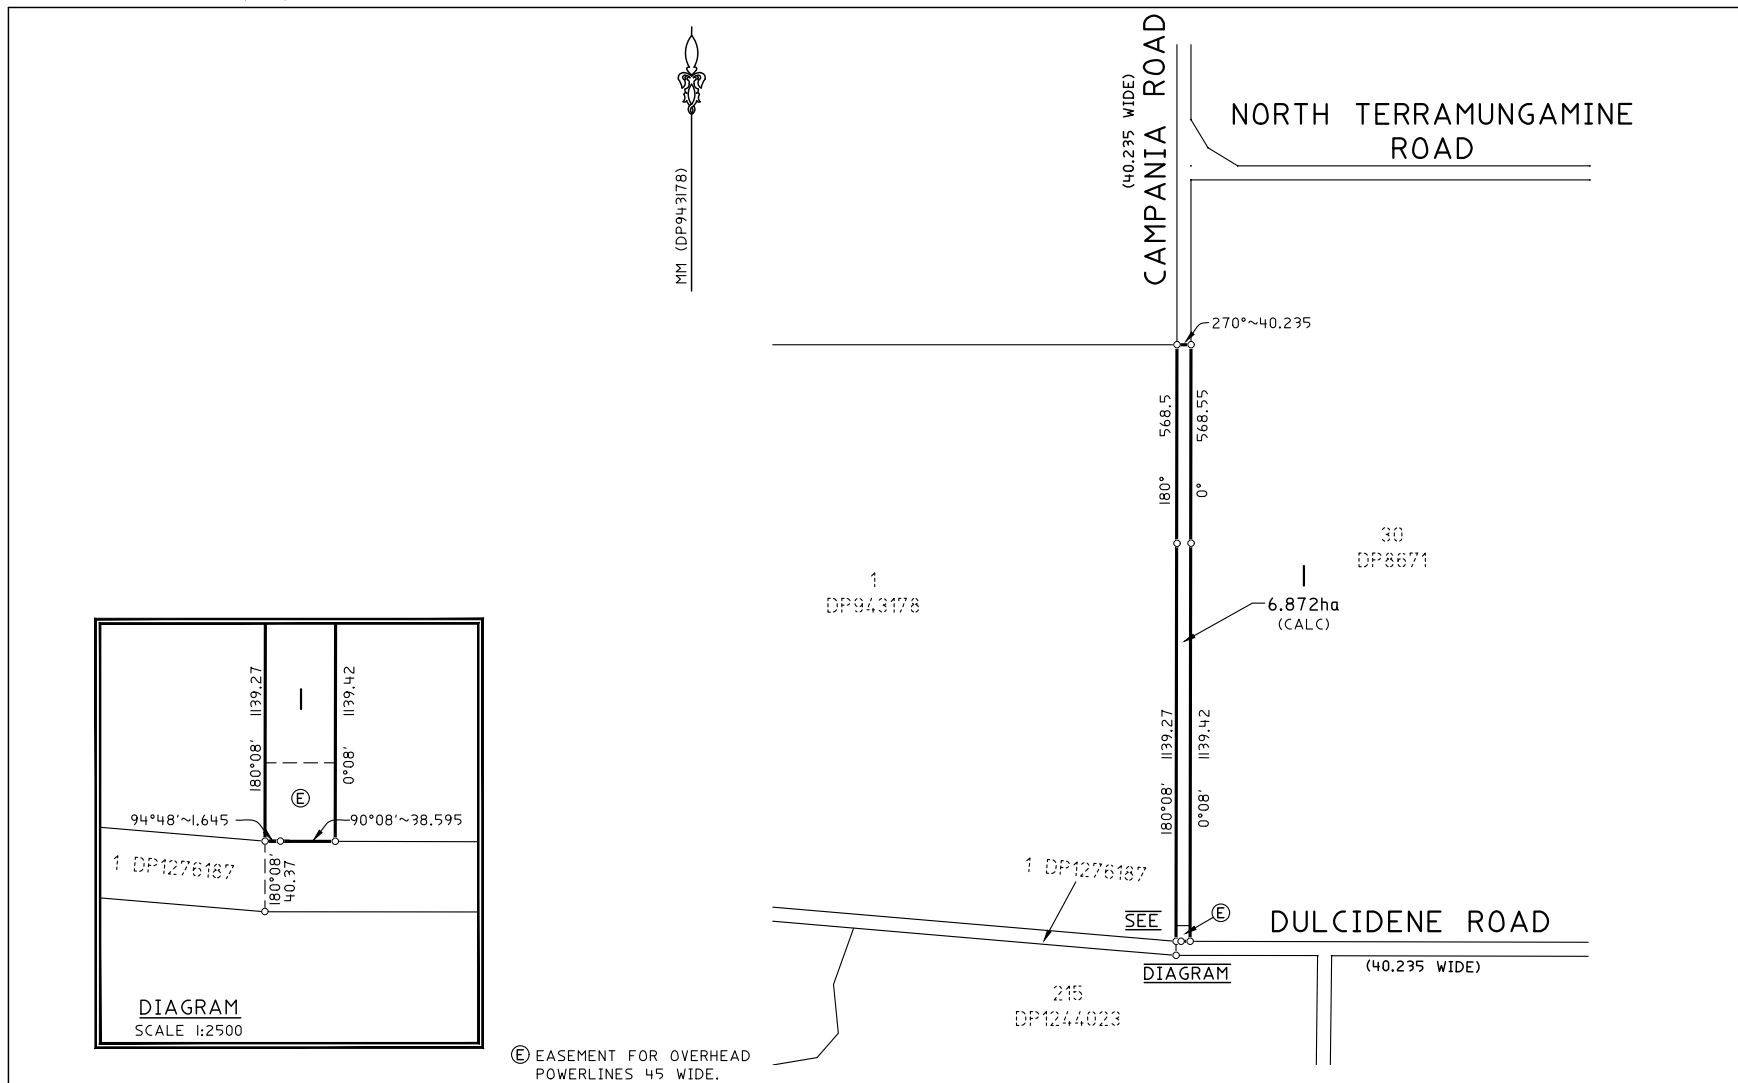 CAMPANIA ROAD
(40.235 WIDE)
NORTH TERRAMUNGAMINE
ROAD
MM (DP943178)
270°~40.235
568.5
180°
568.55
0°
30
DP8671
1
DP943178
1
6.872ha
(CALC)
1139.27
180°08'
1139.42
0°08'
1 DP1276187
SEE
DIAGRAM
E
DULCIDENE ROAD
(40.235 WIDE)
215
DP1244023
1139.27
180°08'
1
1139.42
0°08'
E
94°48'~1.645
90°08'~38.595
1 DP1276187
180°08'
40.37
DIAGRAM
SCALE 1:2500
E EASEMENT FOR OVERHEAD
POWERLINES 45 WIDE.